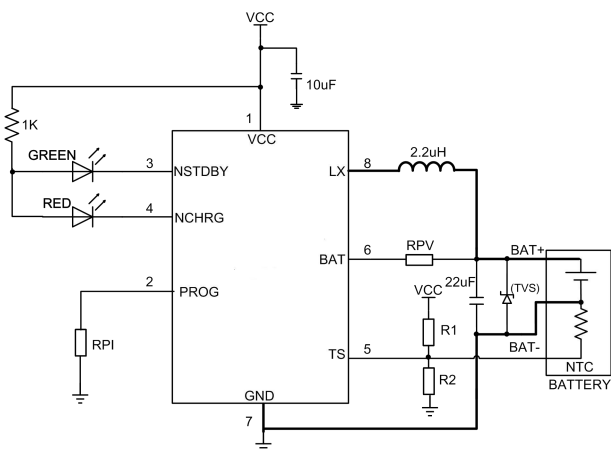 VCC
10uF
1K
1
VCC
GREEN
3
NSTDBY
LX
8
2.2uH
RED
4
NCHRG
6
RPV
BAT
BAT+
2
PROG
VCC
22uF
(TVS)
RPI
R1
TS
5
BAT-
NTC
R2
BATTERY
GND
7